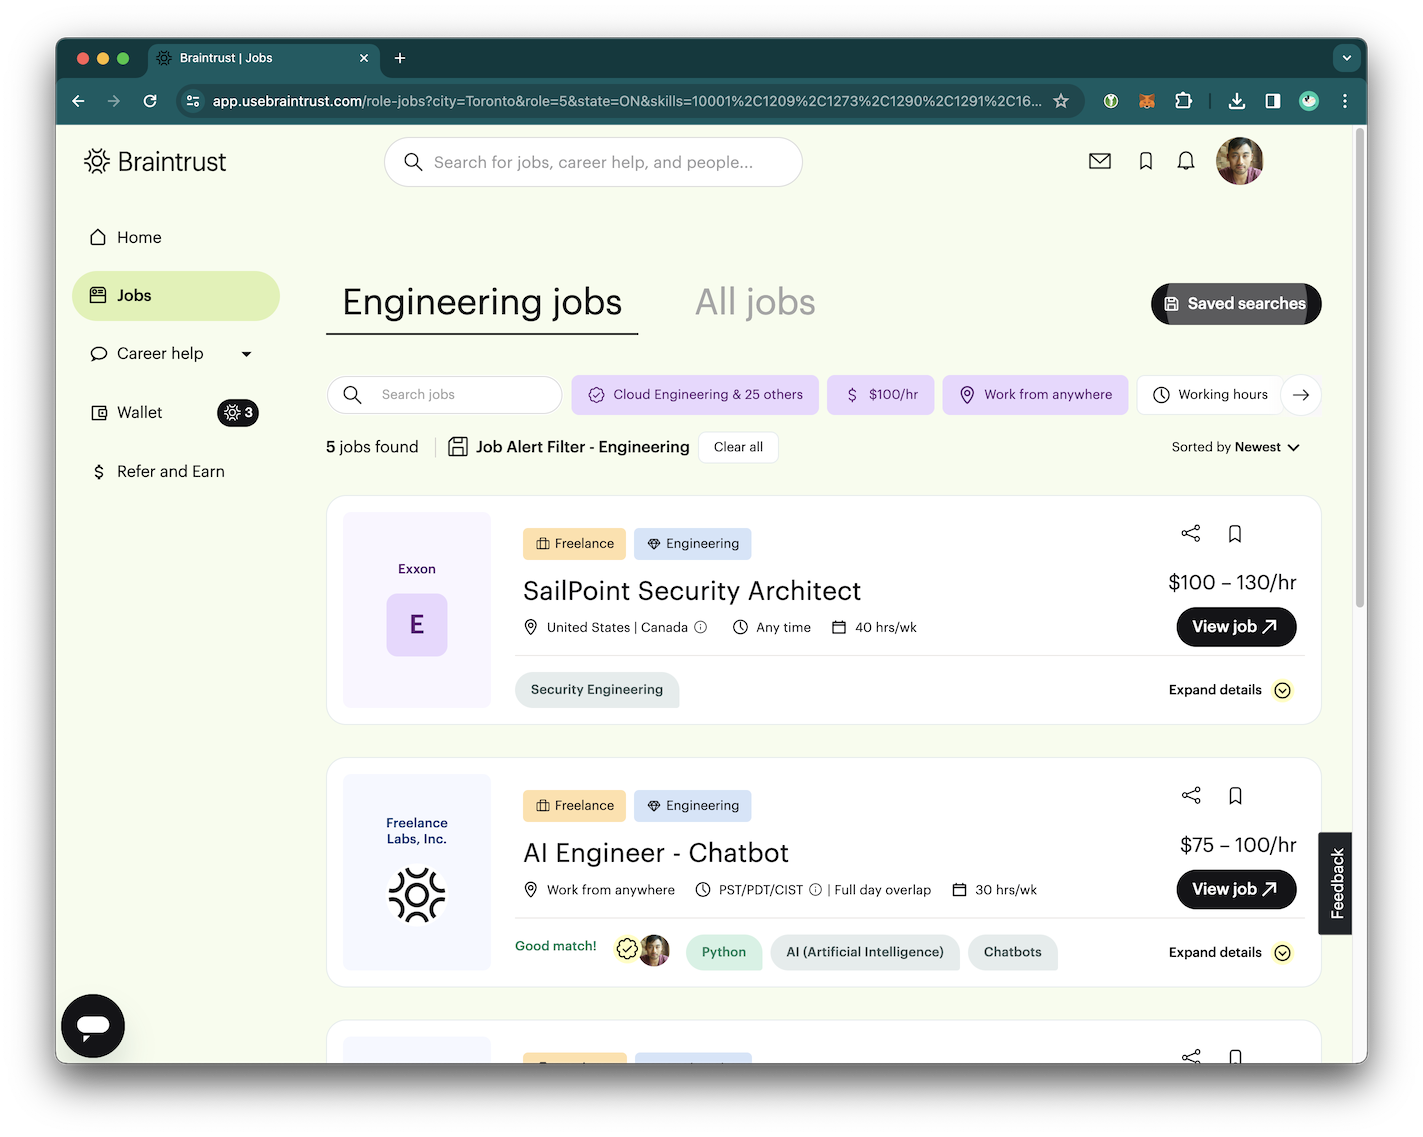 Braintrust | Jobs
app.usebraintrust.com/role-jobs?city=Toronto&role=5&state=ON&skills=10001%2C1209%2C1273%2C1290%2C1291%2C16...
Braintrust
Search for jobs, career help, and people...
Home
Jobs
Career help
Wallet
3
Refer and Earn
Engineering jobs
All jobs
Saved searches
Search jobs
Cloud Engineering & 25 others
$ $100/hr
Work from anywhere
Working hours
5 jobs found
Job Alert Filter - Engineering
Clear all
Sorted by Newest
Exxon
E
Freelance
Engineering
SailPoint Security Architect
United States | Canada
Any time
40 hrs/wk
$100 – 130/hr
View job
Security Engineering
Expand details
Freelance
Labs, Inc.
Freelance
Engineering
AI Engineer - Chatbot
Work from anywhere
PST/PDT/CIST | Full day overlap
30 hrs/wk
$75 – 100/hr
View job
Good match!
Python
AI (Artificial Intelligence)
Chatbots
Expand details
Feedback